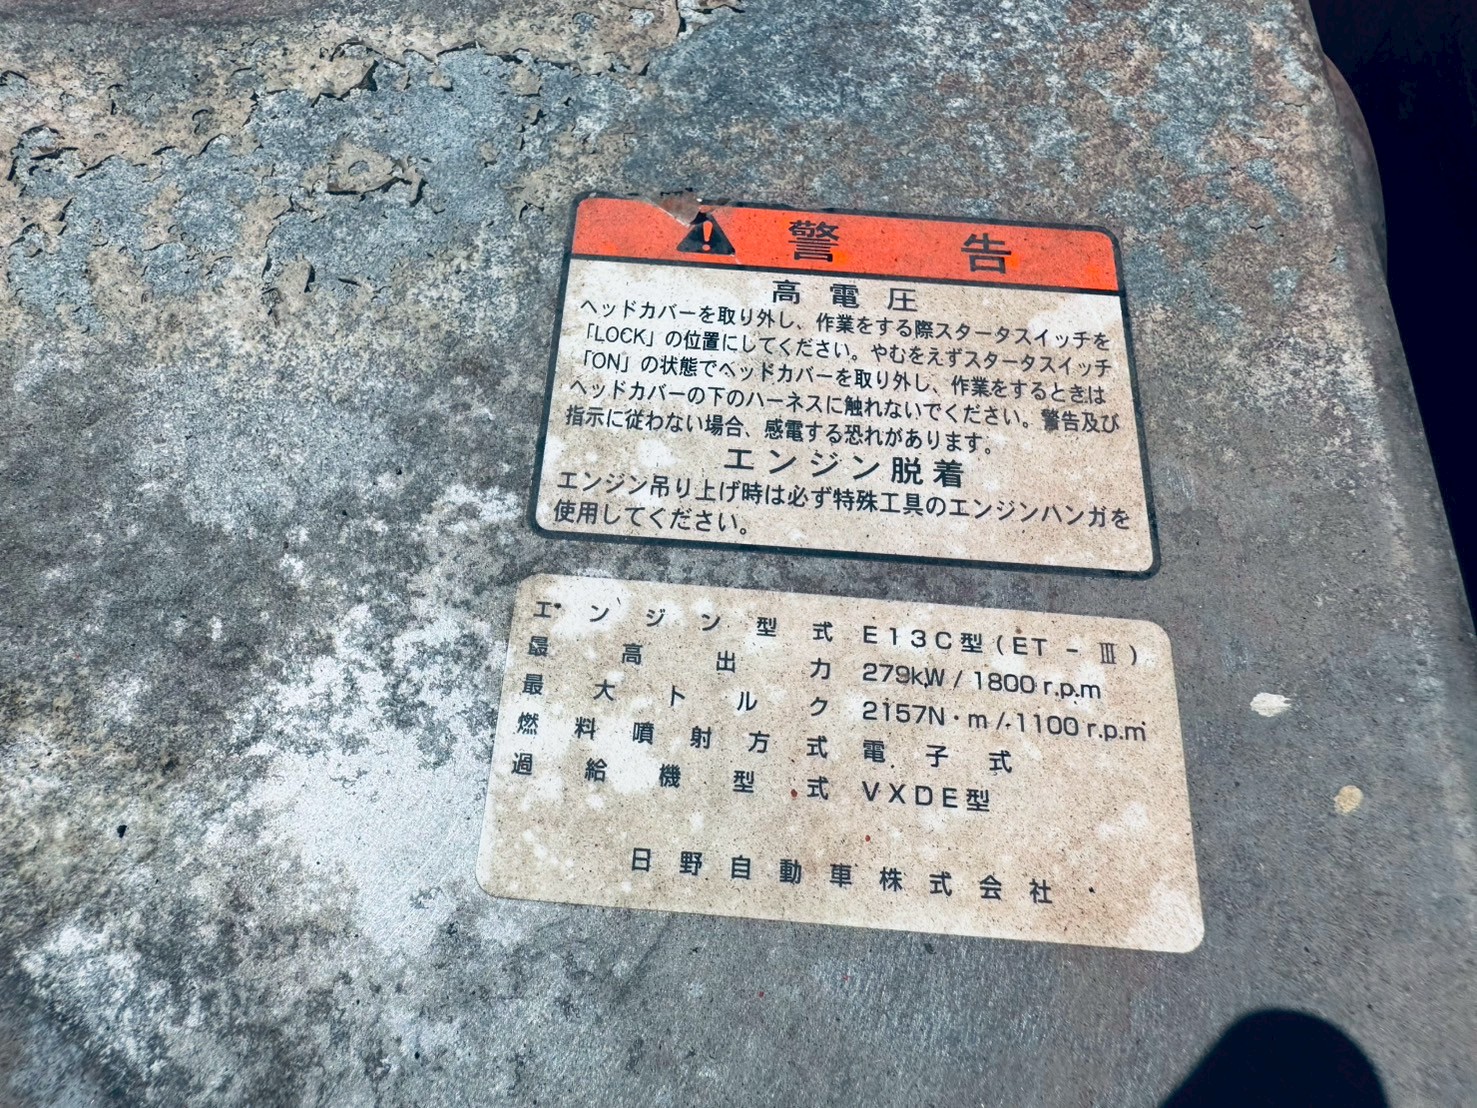 警告
高電圧
ヘッドカバーを取り外し、作業をする際スタータスイッチを
「LOCK」の位置にしてください。やむをえずスタータスイッチ
「ON」の状態でヘッドカバーを取り外し、作業をするときは
ヘッドカバーの下のハーネスに触れないでください。警告及び
指示に従わない場合、感電する恐れがあります。
エンジン脱着
エンジン吊り上げ時は必ず特殊工具のエンジンハンガを
使用してください。
エンジン型式 E13C型(ET-Ⅲ)
最高出力 279kW/1800r.p.m
最大トルク 2157N・m/1100r.p.m
燃料噴射方式 電子式
過給機型式 VXDE型
日野自動車株式会社